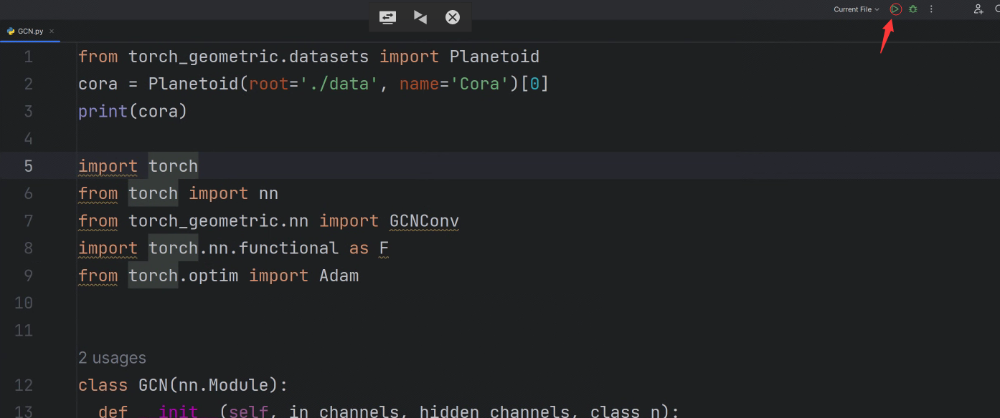 Current File
GCN.py
1 from torch_geometric.datasets import Planetoid
2 cora = Planetoid(root='./data', name='Cora')[0]
3 print(cora)
4
5 import torch
6 from torch import nn
7 from torch_geometric.nn import GCNConv
8 import torch.nn.functional as F
9 from torch.optim import Adam
10
11
2 usages
12 class GCN(nn.Module):
13 def __init__(self, in_channels, hidden_channels, class_n):